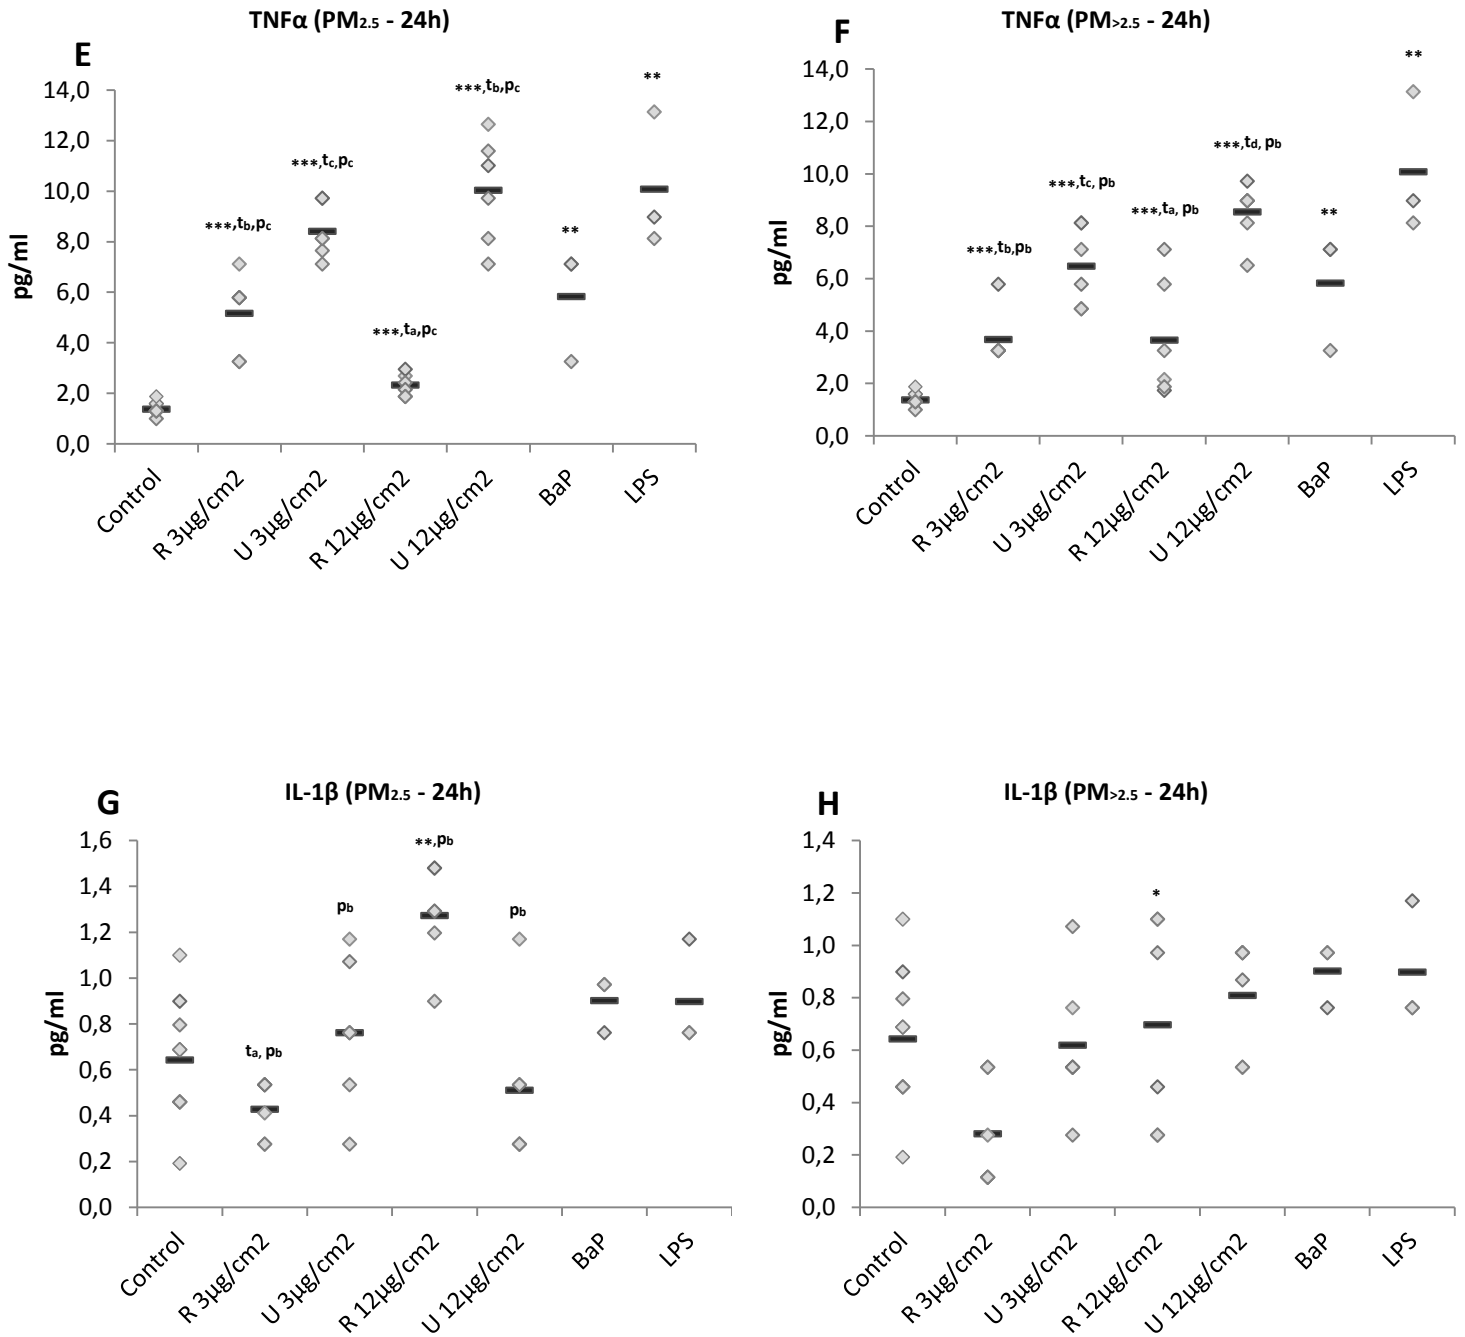 E
TNFα (PM2.5 - 24h)
pg/ml
14,0
12,0
10,0
8,0
6,0
4,0
2,0
0,0
***,tb,pc
***,tc,pc
***,ta,pc
***,tb,pc
**
**
Control
R 3µg/cm2
U 3µg/cm2
R 12µg/cm2
U 12µg/cm2
BaP
LPS
F
TNFα (PM>2.5 - 24h)
pg/ml
14,0
12,0
10,0
8,0
6,0
4,0
2,0
0,0
***,tb,pb
***,tc, pb
***,ta, pb
***,td, pb
**
**
Control
R 3µg/cm2
U 3µg/cm2
R 12µg/cm2
U 12µg/cm2
BaP
LPS
G
IL-1β (PM2.5 - 24h)
pg/ml
1,6
1,4
1,2
1,0
0,8
0,6
0,4
0,2
0,0
ta, pb
pb
**,pb
pb
Control
R 3µg/cm2
U 3µg/cm2
R 12µg/cm2
U 12µg/cm2
BaP
LPS
H
IL-1β (PM>2.5 - 24h)
pg/ml
1,4
1,2
1,0
0,8
0,6
0,4
0,2
0,0
*
Control
R 3µg/cm2
U 3µg/cm2
R 12µg/cm2
U 12µg/cm2
BaP
LPS